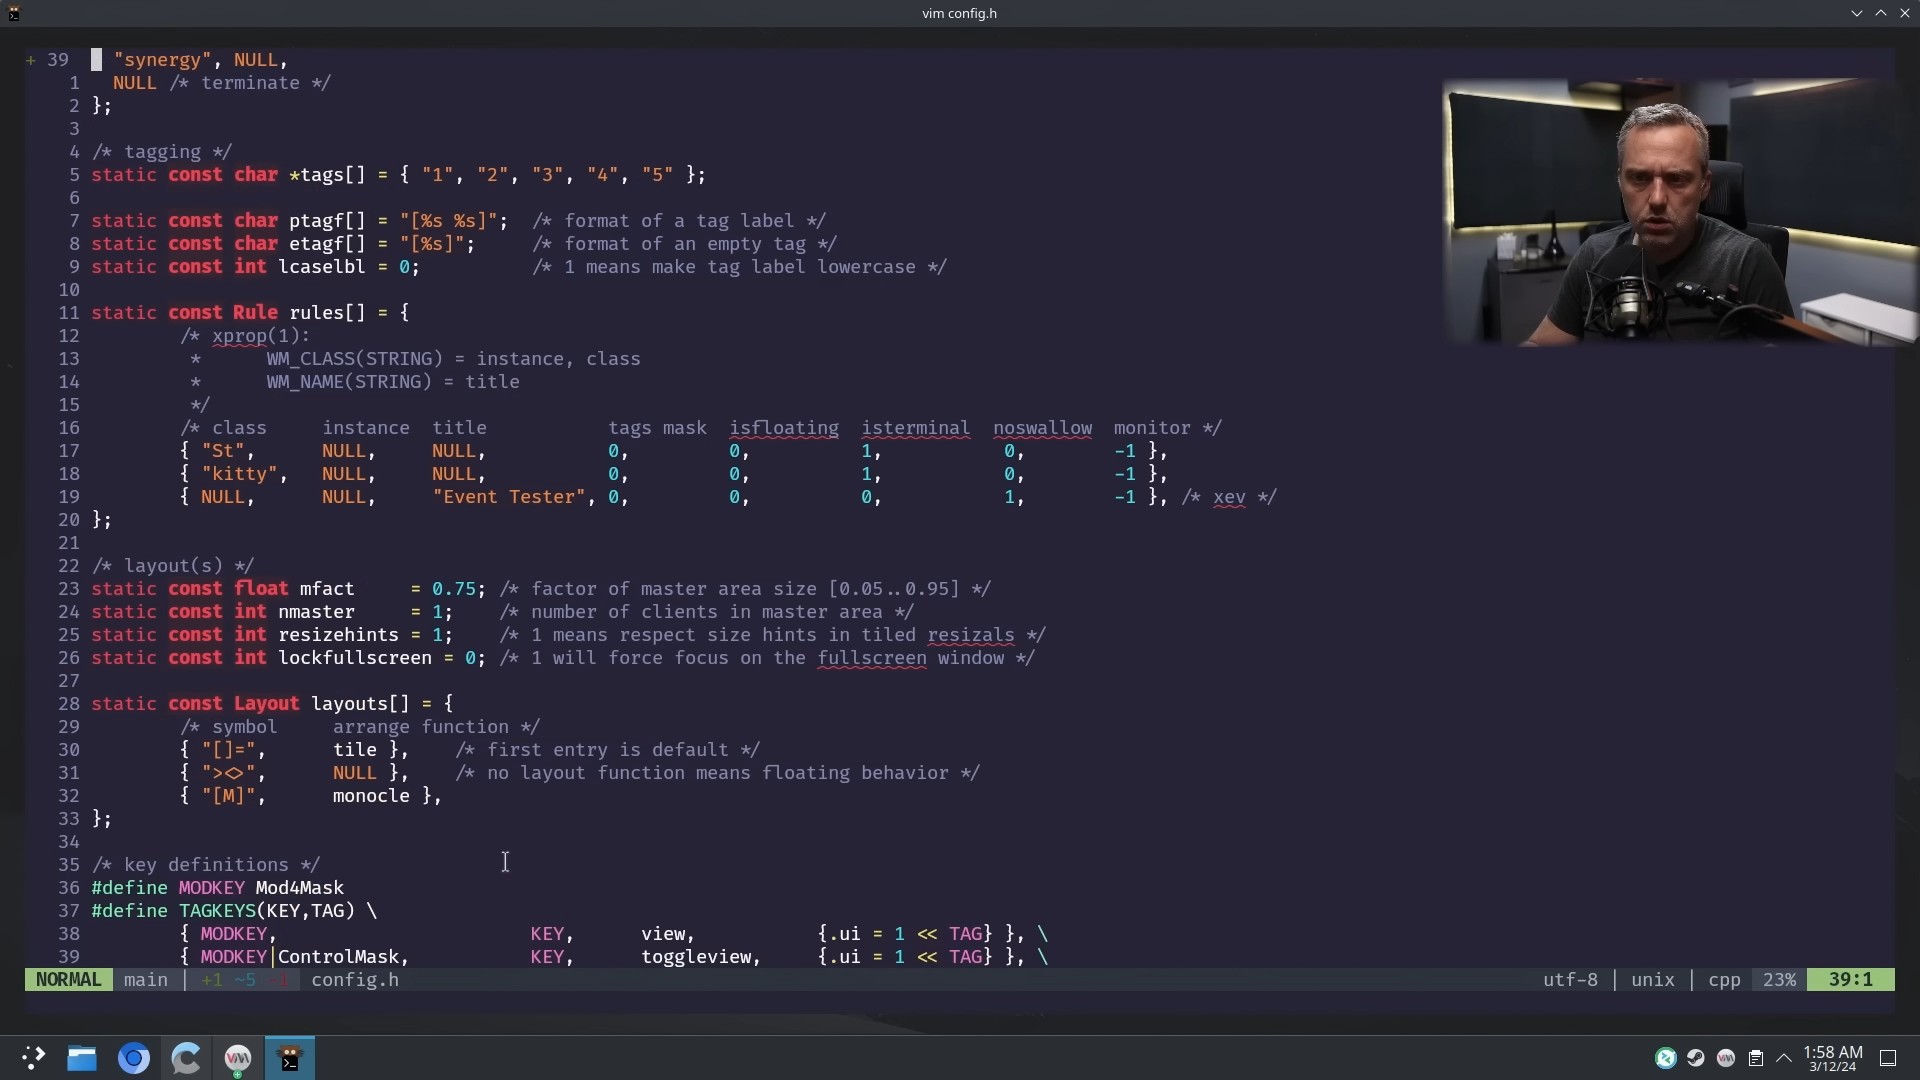 vim config.h
+ 39 "synergy", NULL,
1 NULL /* terminate */
2 };
3
4 /* tagging */
5 static const char *tags[] = { "1", "2", "3", "4", "5" };
6
7 static const char ptagf[] = "[%s %s]"; /* format of a tag label */
8 static const char etagf[] = "[%s]"; /* format of an empty tag */
9 static const int lcaselbl = 0; /* 1 means make tag label lowercase */
10
11 static const Rule rules[] = {
12 /* xprop(1):
13 * WM_CLASS(STRING) = instance, class
14 * WM_NAME(STRING) = title
15 */
16 /* class instance title tags mask isfloating isterminal noswallow monitor */
17 { "St", NULL, NULL, 0, 0, 1, 0, -1 },
18 { "kitty", NULL, NULL, 0, 0, 1, 0, -1 },
19 { NULL, NULL, "Event Tester", 0, 0, 0, 1, -1 }, /* xev */
20 };
21
22 /* layout(s) */
23 static const float mfact = 0.75; /* factor of master area size [0.05..0.95] */
24 static const int nmaster = 1; /* number of clients in master area */
25 static const int resizehints = 1; /* 1 means respect size hints in tiled resizals */
26 static const int lockfullscreen = 0; /* 1 will force focus on the fullscreen window */
27
28 static const Layout layouts[] = {
29 /* symbol arrange function */
30 { "[]=", tile }, /* first entry is default */
31 { "><>", NULL }, /* no layout function means floating behavior */
32 { "[M]", monocle },
33 };
34
35 /* key definitions */
36 #define MODKEY Mod4Mask
37 #define TAGKEYS(KEY,TAG) \
38 { MODKEY, KEY, view, {.ui = 1 << TAG} }, \
39 { MODKEY|ControlMask, KEY, toggleview, {.ui = 1 << TAG} }, \
NORMAL main | +1 ~5 -1 config.h utf-8 | unix | cpp 23% 39:1
1:58 AM
3/12/24